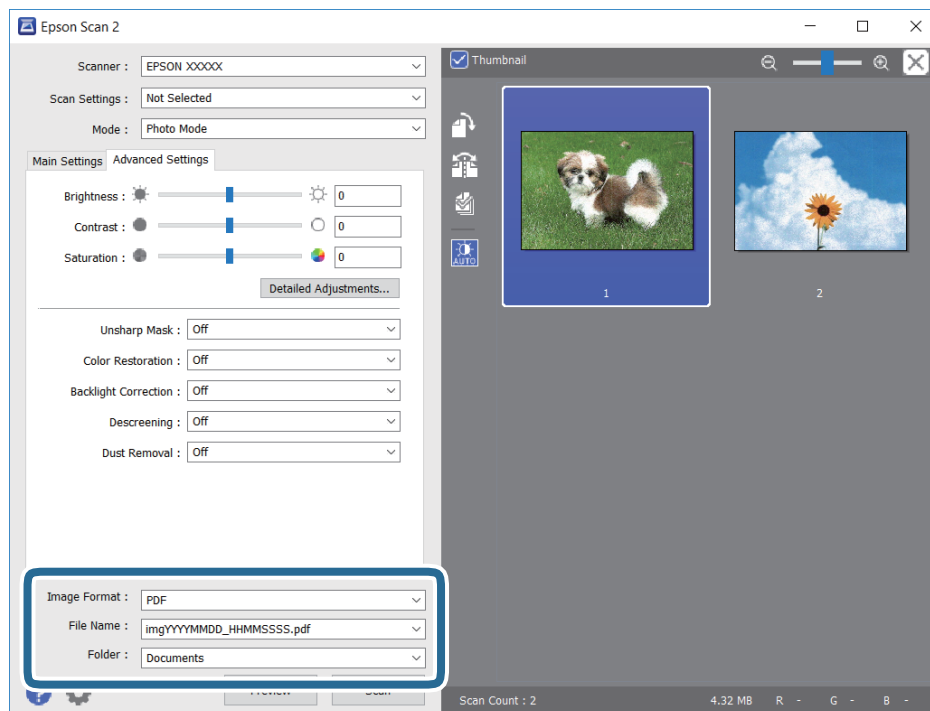 Epson Scan 2
Scanner : EPSON XXXXX
Scan Settings : Not Selected
Mode : Photo Mode
Main Settings Advanced Settings
Brightness : 0
Contrast : 0
Saturation : 0
Detailed Adjustments...
Unsharp Mask : Off
Color Restoration : Off
Backlight Correction : Off
Descreening : Off
Dust Removal : Off
Image Format : PDF
File Name : imgYYYYMMDD_HHMMSSSS.pdf
Folder : Documents
?
Preview Scan
Thumbnail
AUTO
1 2
Scan Count : 2 4.32 MB R - G - B -